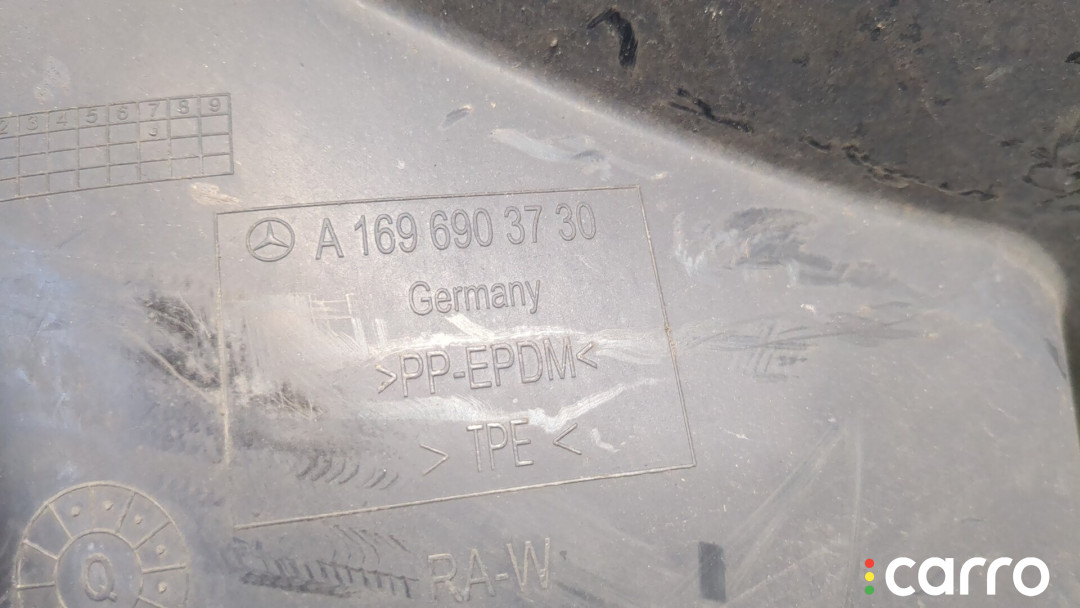 2 3 4 5 6 7 8 9
3
A 169 690 37 30
Germany
>PP-EPDM<
> TPE <
Q
RA-W
carro